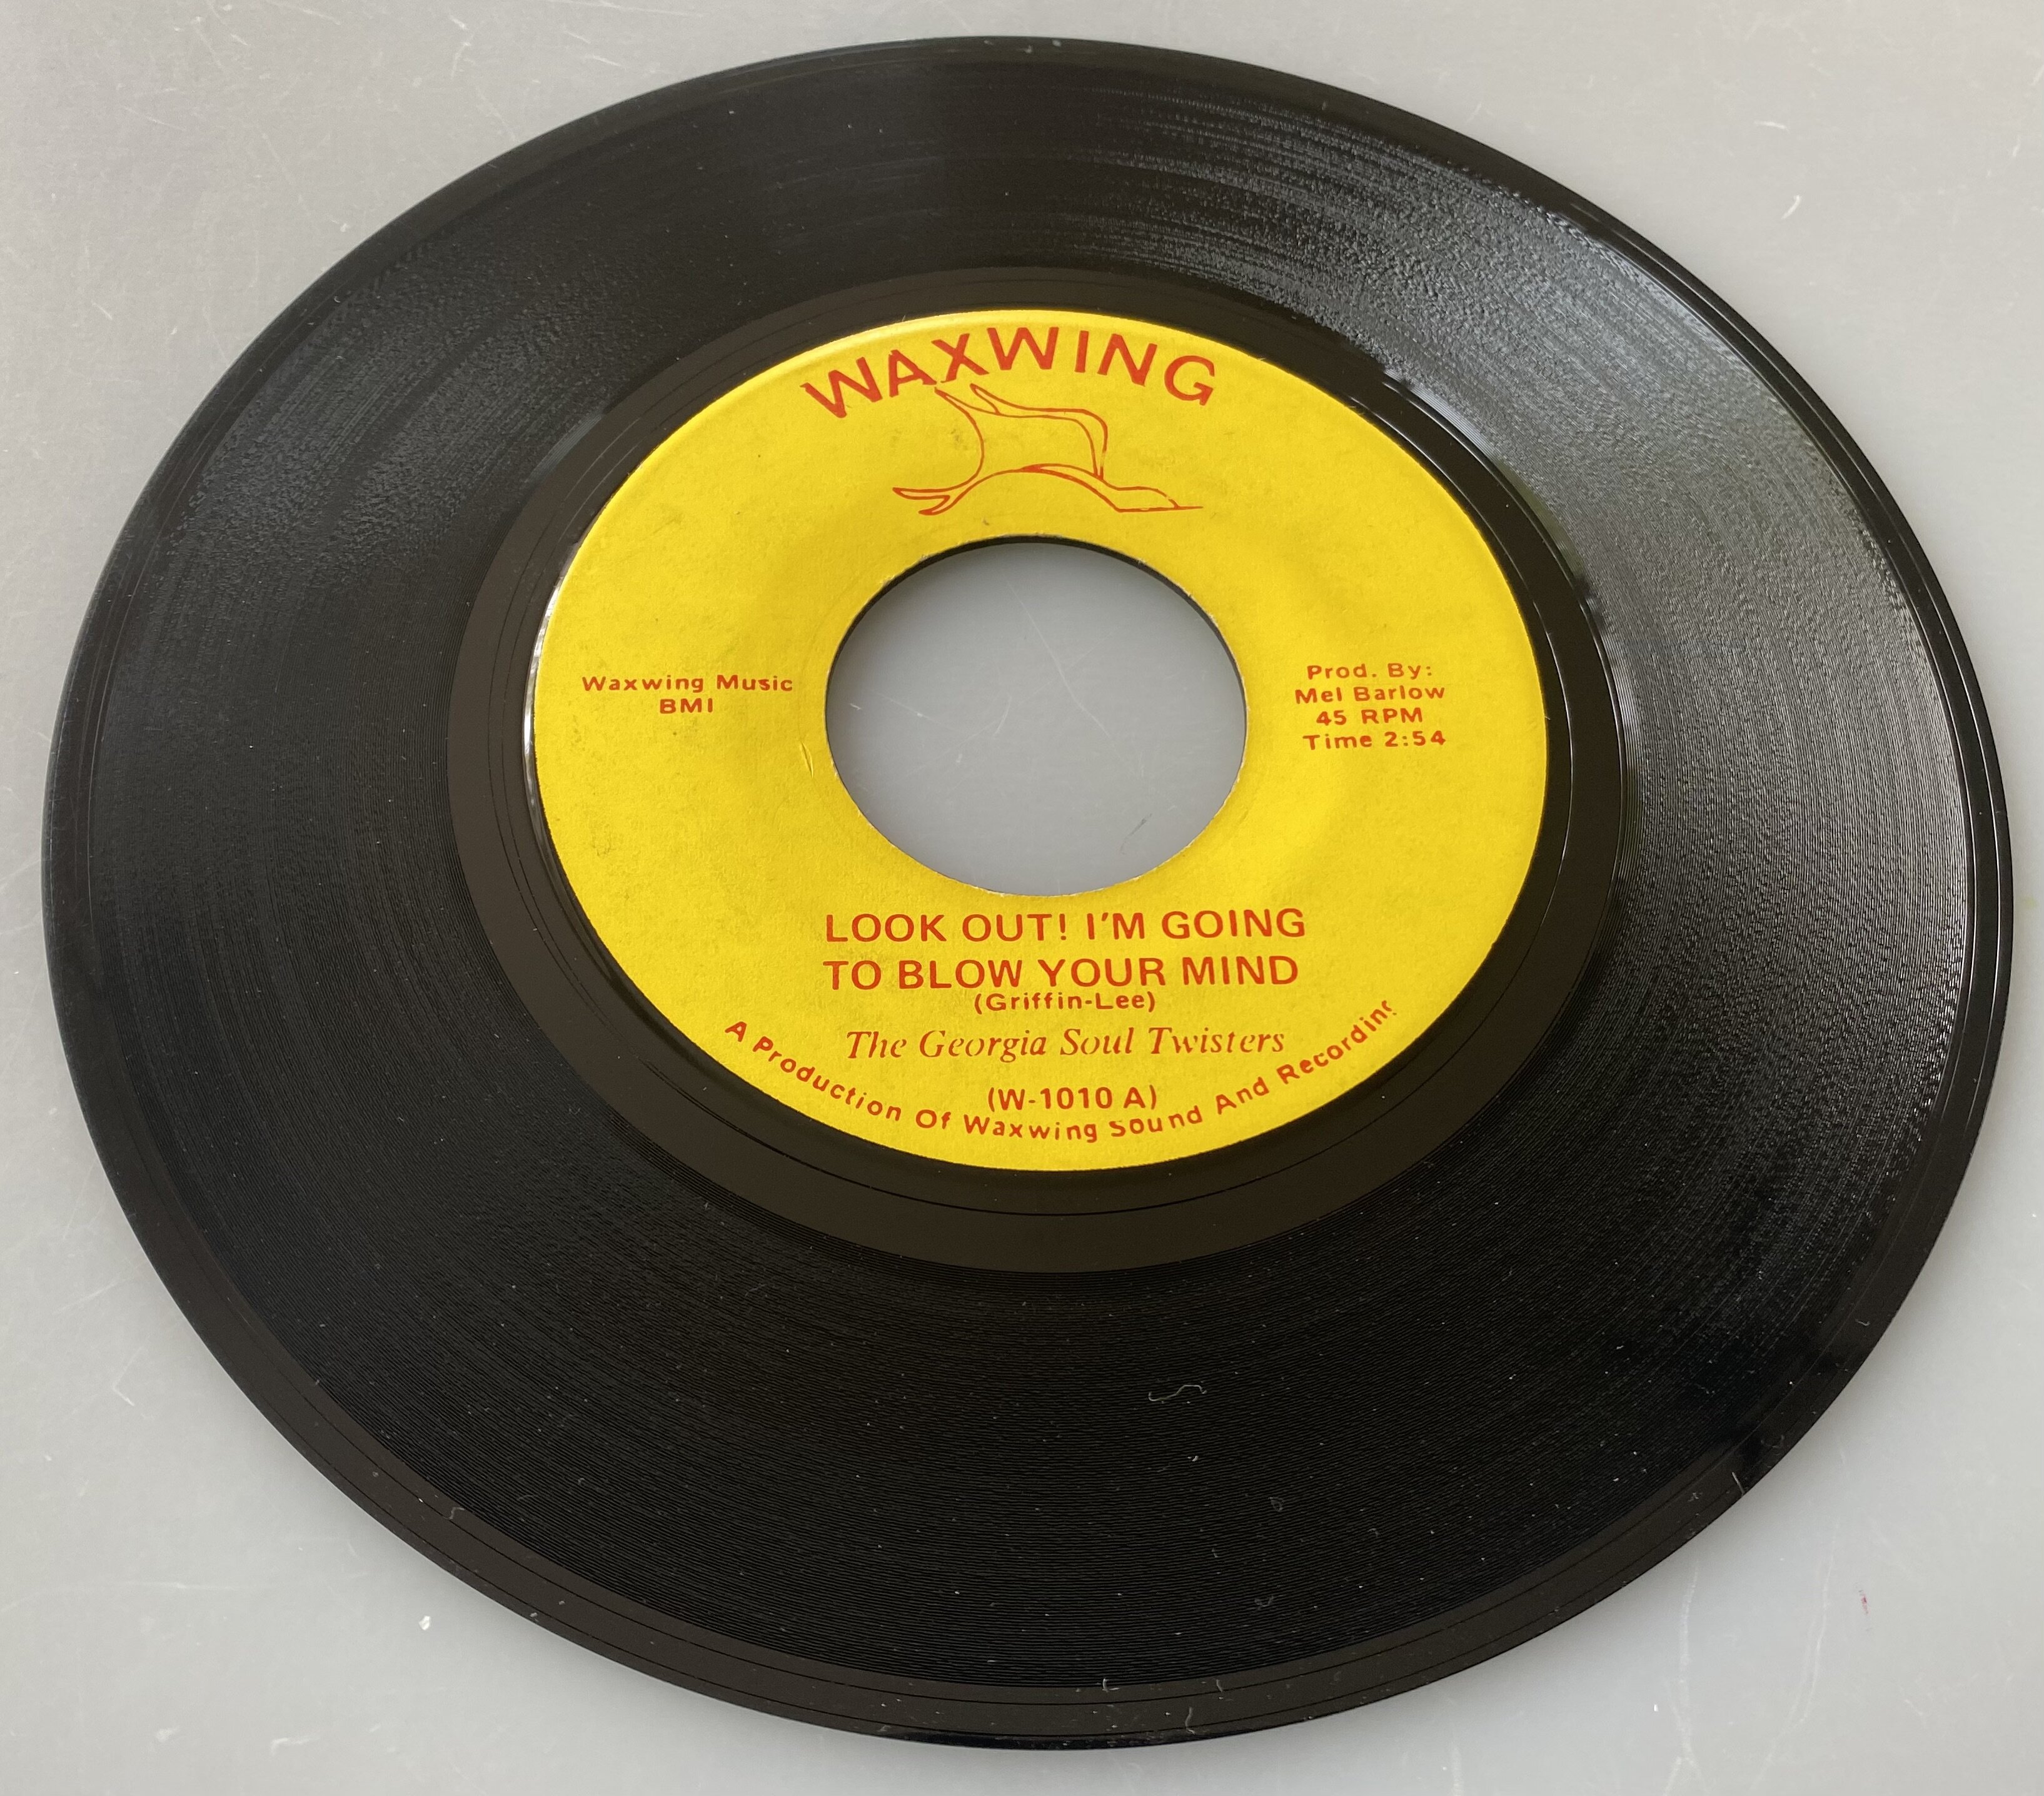 WAXWING
Waxwing Music
BMI
Prod. By:
Mel Barlow
45 RPM
Time 2:54
LOOK OUT! I'M GOING
TO BLOW YOUR MIND
(Griffin-Lee)
The Georgia Soul Twisters
(W-1010 A)
A Production Of Waxwing Sound And Recording